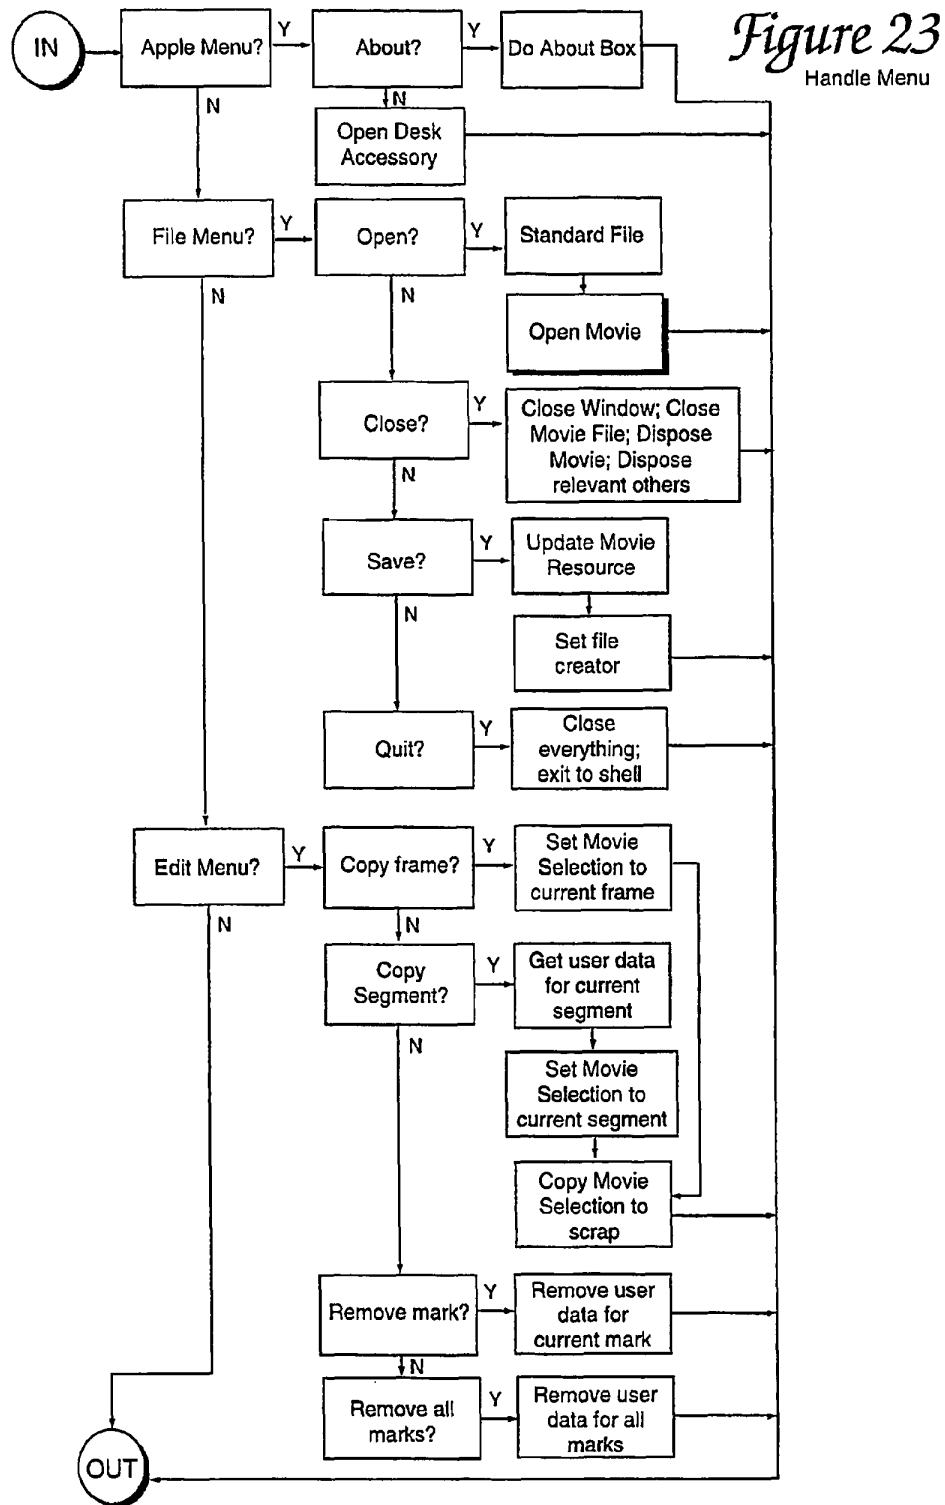 Figure 23
Handle Menu
IN
Apple Menu?
Y
About?
Y
Do About Box
N
N
Open Desk
Accessory
File Menu?
Y
Open?
Y
Standard File
N
N
Open Movie
Close?
Y
Close Window; Close
Movie File; Dispose
Movie; Dispose
relevant others
N
Save?
Y
Update Movie
Resource
N
Set file
creator
Quit?
Y
Close
everything;
exit to shell
Edit Menu?
Y
Copy frame?
Y
Set Movie
Selection to
current frame
N
N
Copy
Segment?
Y
Get user data
for current
segment
N
Set Movie
Selection to
current segment
Copy Movie
Selection to
scrap
Remove mark?
Y
Remove user
data for
current mark
N
Remove all
marks?
Y
Remove user
data for all
marks
OUT